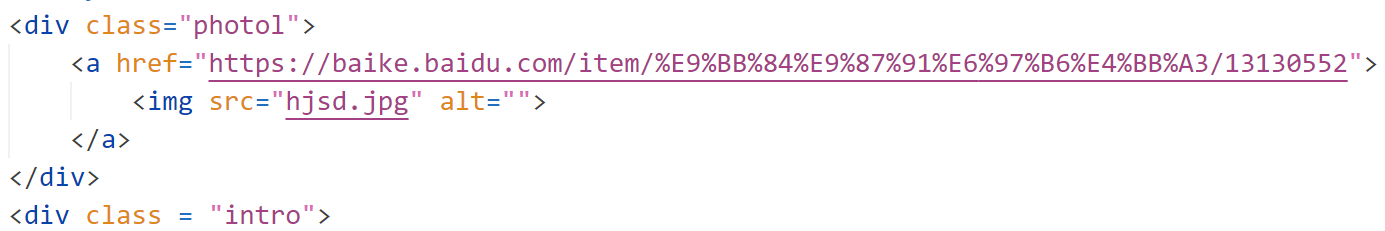 <div class="photol">
<a href="https://baike.baidu.com/item/%E9%BB%84%E9%87%91%E6%97%B6%E4%BB%A3/13130552">
<img src="hjsd.jpg" alt="">
</a>
</div>
<div class = "intro">